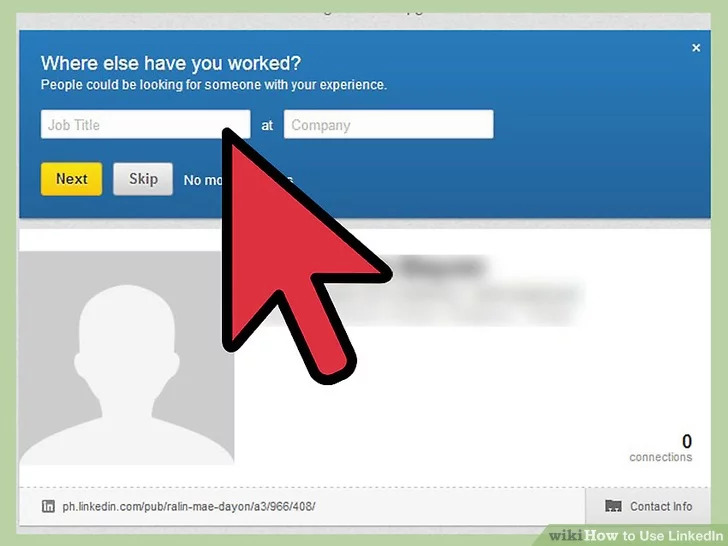 Where else have you worked?
People could be looking for someone with your experience.
Job Title at Company
Next Skip No
0
connections
in ph.linkedin.com/pub/ralin-mae-dayon/a3/966/408/ Contact Info
wikiHow to Use LinkedIn